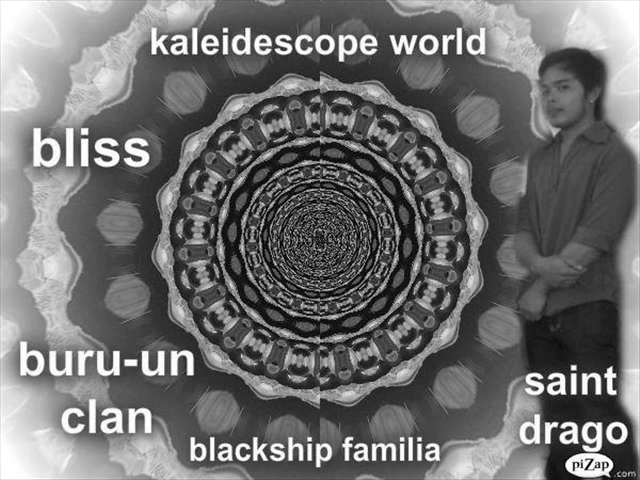 kaleidescope world
bliss
buru-un
clan
saint
drago
blackship familia
piZap
.com